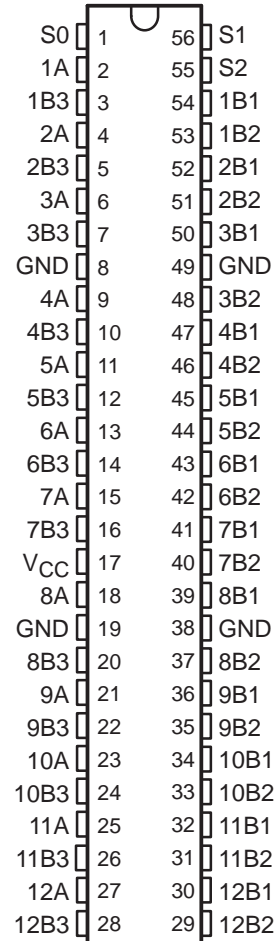 S0 1 56 S1
1A 2 55 S2
1B3 3 54 1B1
2A 4 53 1B2
2B3 5 52 2B1
3A 6 51 2B2
3B3 7 50 3B1
GND 8 49 GND
4A 9 48 3B2
4B3 10 47 4B1
5A 11 46 4B2
5B3 12 45 5B1
6A 13 44 5B2
6B3 14 43 6B1
7A 15 42 6B2
7B3 16 41 7B1
VCC 17 40 7B2
8A 18 39 8B1
GND 19 38 GND
8B3 20 37 8B2
9A 21 36 9B1
9B3 22 35 9B2
10A 23 34 10B1
10B3 24 33 10B2
11A 25 32 11B1
11B3 26 31 11B2
12A 27 30 12B1
12B3 28 29 12B2